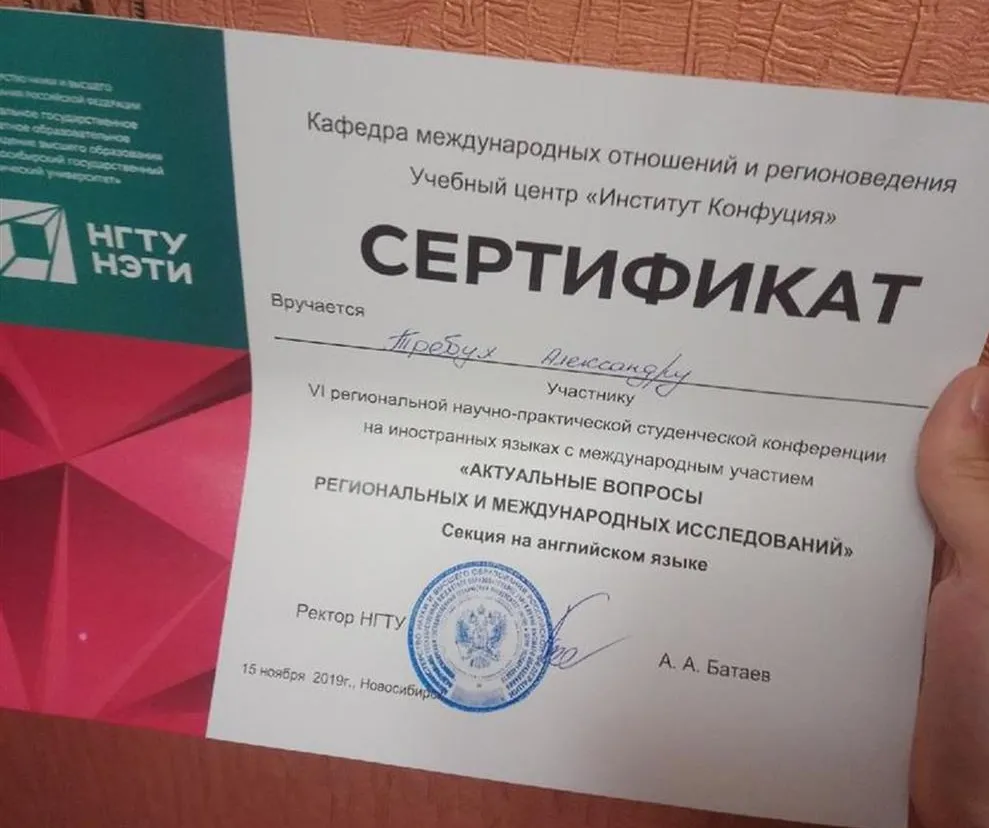 НГТУ
НЭТИ
Кафедра международных отношений и регионоведения
Учебный центр «Институт Конфуция»
СЕРТИФИКАТ
Вручается
Требух Александру
Участнику
VI региональной научно-практической студенческой конференции
на иностранных языках с международным участием
«АКТУАЛЬНЫЕ ВОПРОСЫ
РЕГИОНАЛЬНЫХ И МЕЖДУНАРОДНЫХ ИССЛЕДОВАНИЙ»
Секция на английском языке
Ректор НГТУ
А. А. Батаев
15 ноября 2019г.,